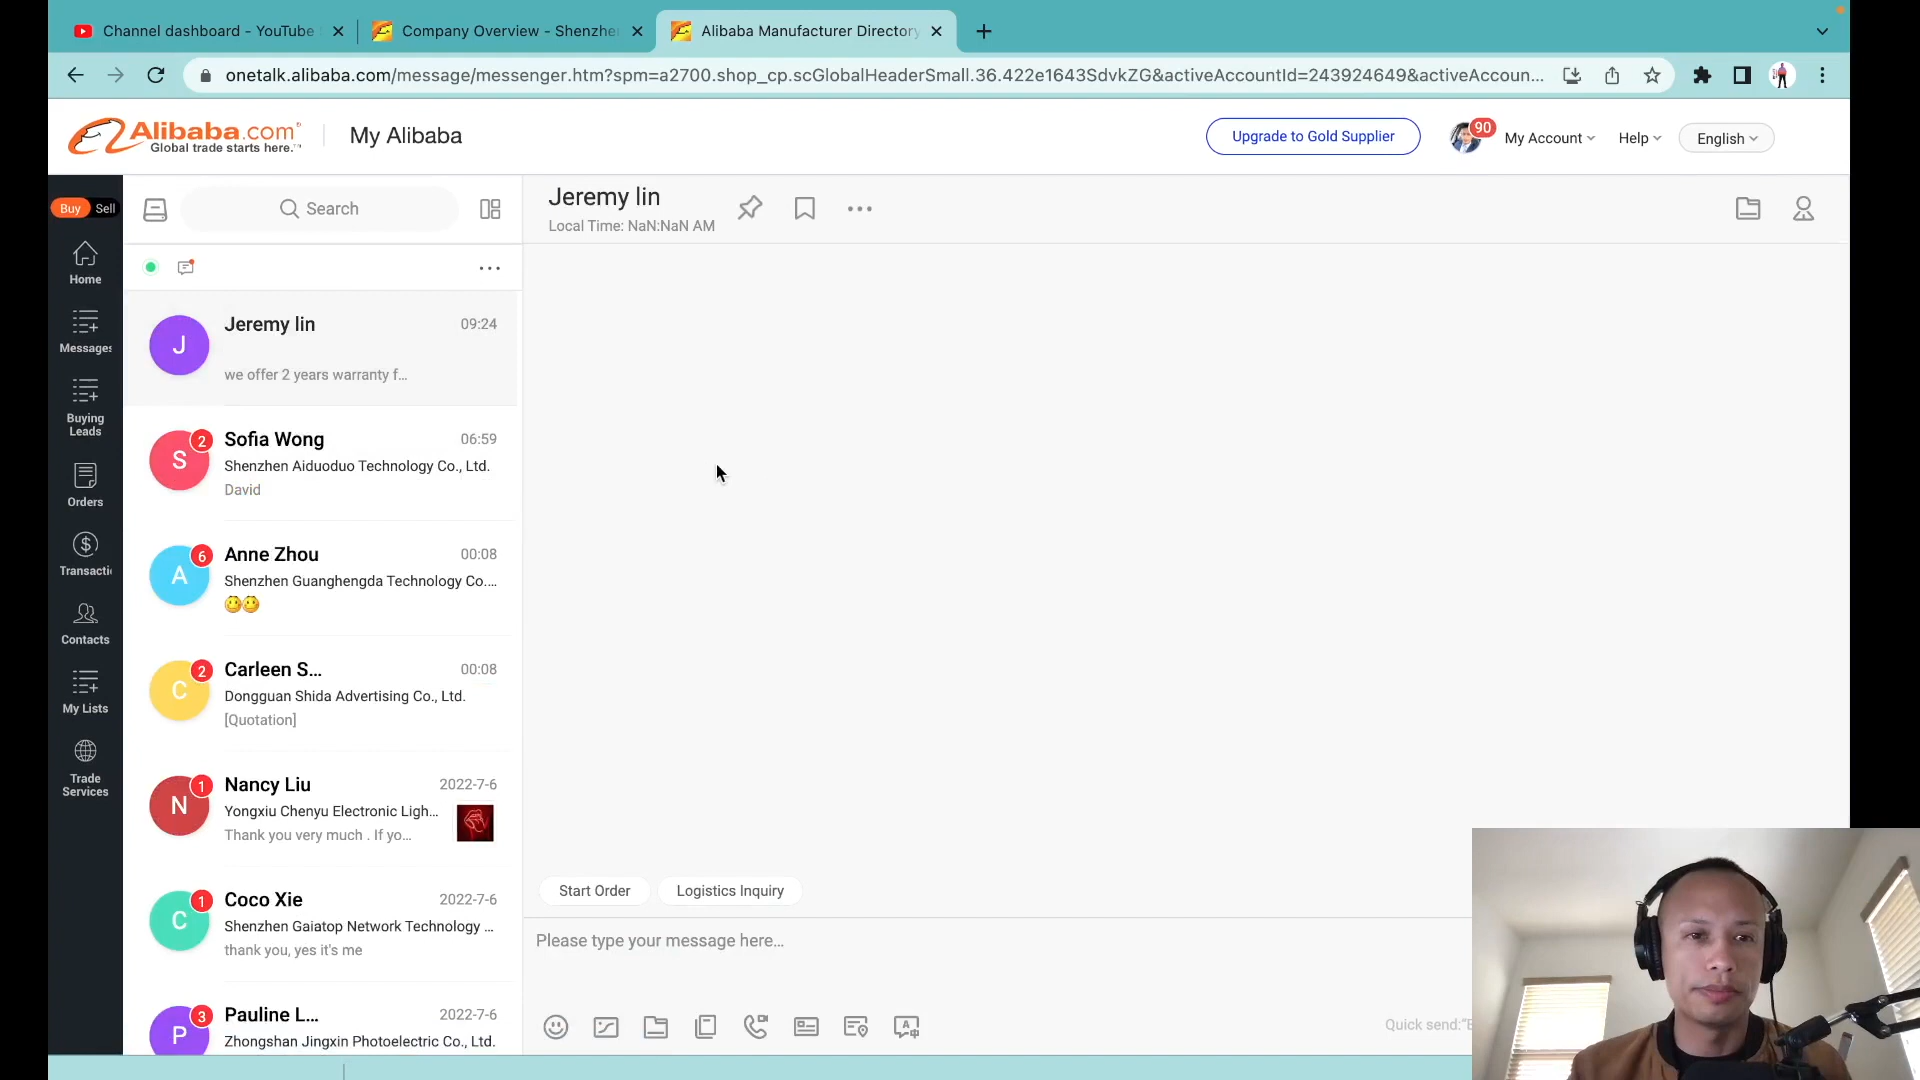 Channel dashboard - YouTube
Company Overview - Shenzhe
Alibaba Manufacturer Directory
onetalk.alibaba.com/message/messenger.htm?spm=a2700.shop_cp.scGlobalHeaderSmall.36.422e1643SdvkZG&activeAccountId=243924649&activeAccoun...
Alibaba.com
Global trade starts here.™
My Alibaba
Upgrade to Gold Supplier
90
My Account
Help
English
Buy
Sell
Home
Messages
Buying
Leads
Orders
Transacti
Contacts
My Lists
Trade
Services
Search
J
Jeremy lin
09:24
we offer 2 years warranty f...
S
2
Sofia Wong
06:59
Shenzhen Aiduoduo Technology Co., Ltd.
David
A
6
Anne Zhou
00:08
Shenzhen Guanghengda Technology Co....
C
2
Carleen S...
00:08
Dongguan Shida Advertising Co., Ltd.
[Quotation]
N
1
Nancy Liu
2022-7-6
Yongxiu Chenyu Electronic Ligh...
Thank you very much . If yo...
C
1
Coco Xie
2022-7-6
Shenzhen Gaiatop Network Technology ...
thank you, yes it's me
P
3
Pauline L...
2022-7-6
Zhongshan Jingxin Photoelectric Co., Ltd.
Jeremy lin
Local Time: NaN:NaN AM
Start Order
Logistics Inquiry
Please type your message here...
Quick send:"E